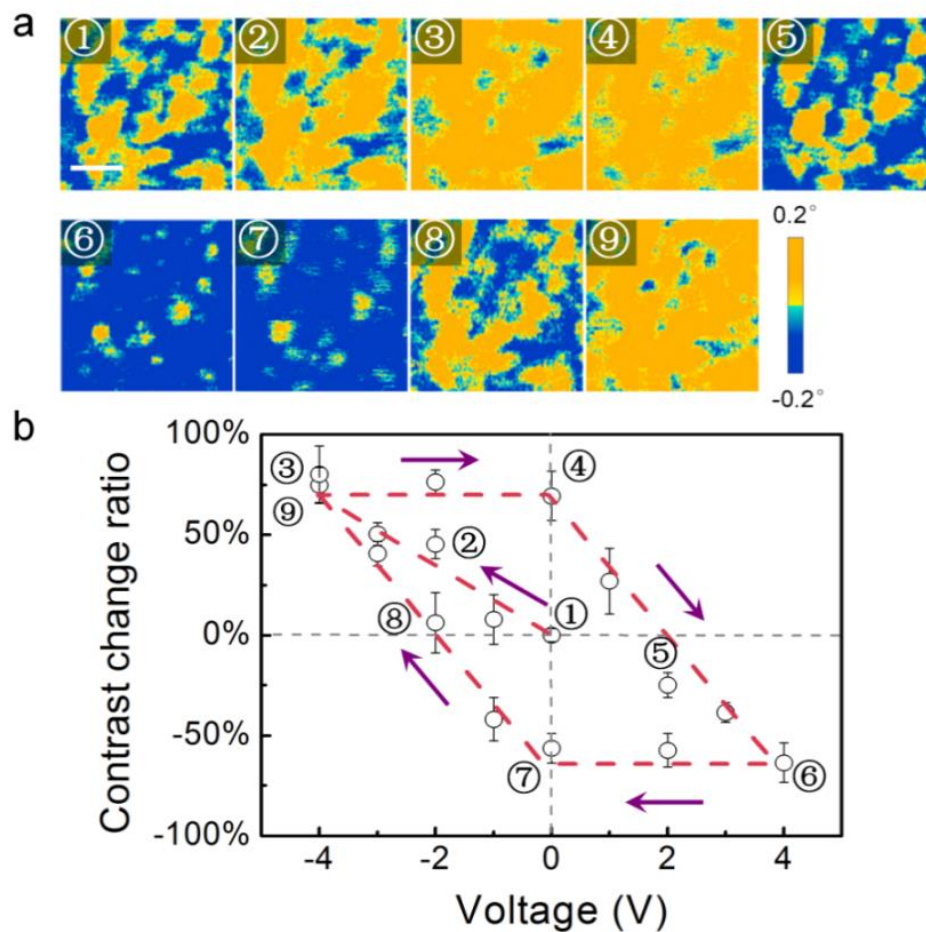 a
① ② ③ ④ ⑤
⑥ ⑦ ⑧ ⑨
0.2°
-0.2°
b
100%
50%
0%
-50%
-100%
Contrast change ratio
③
⑨
④
②
①
⑧
⑤
⑦
⑥
-4 -2 0 2 4
Voltage (V)